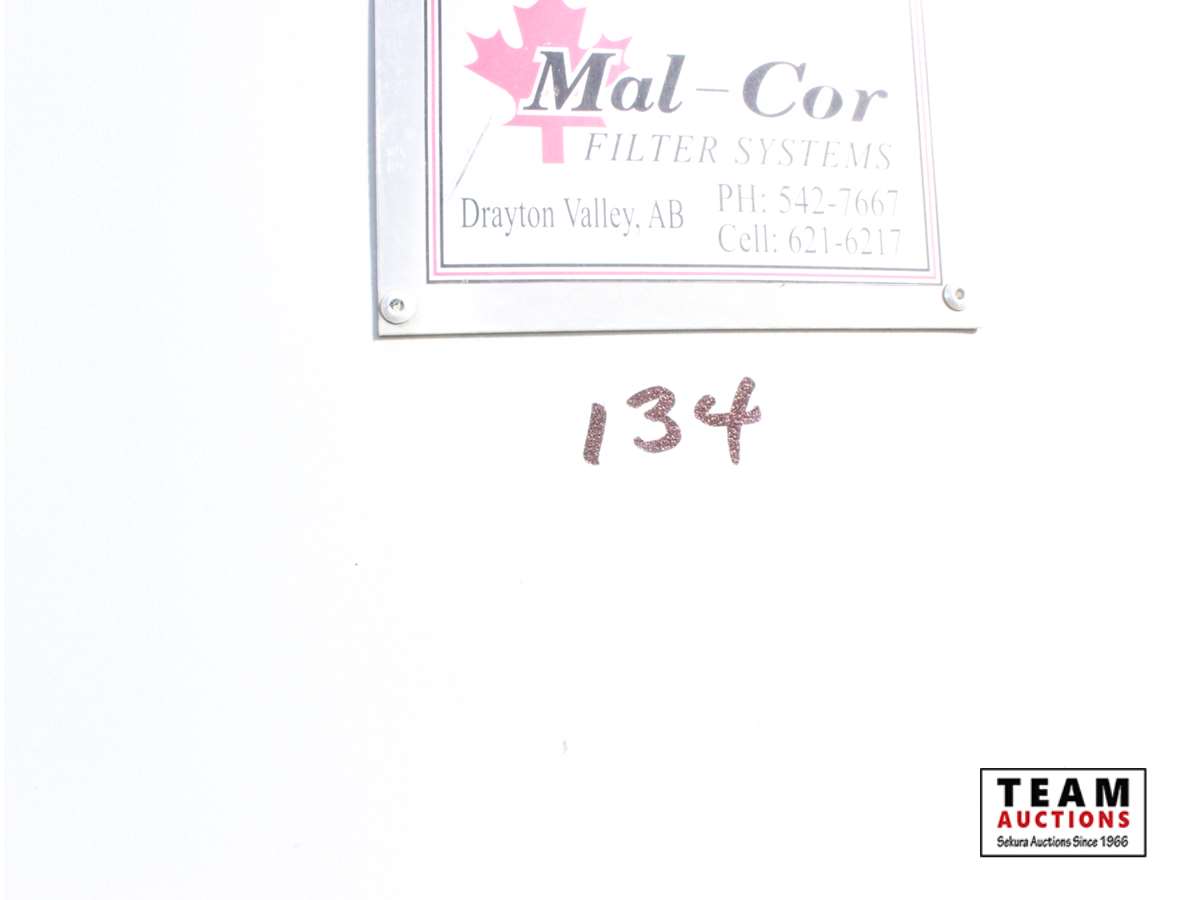 Mal-Cor
FILTER SYSTEMS
Drayton Valley, AB
PH: 542-7667
Cell: 621-6217
134
TEAM
AUCTIONS
Sekura Auctions Since 1966